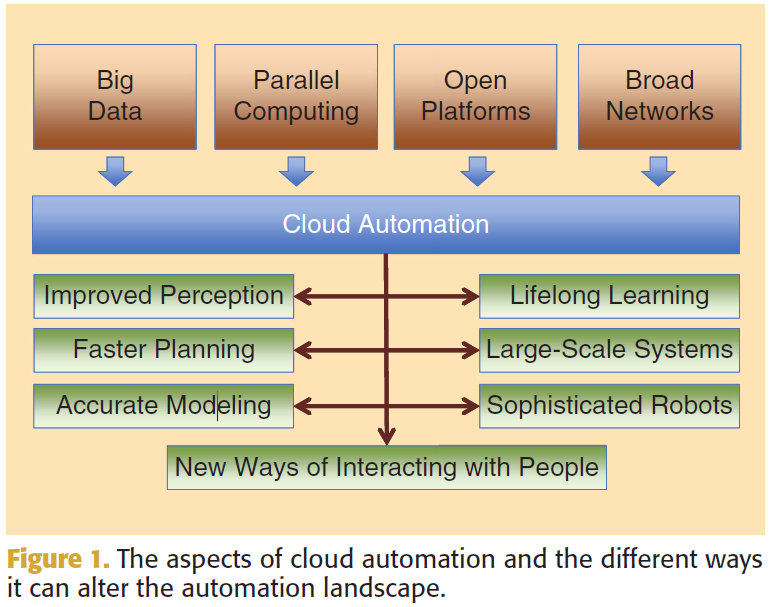 Big
Data
Parallel
Computing
Open
Platforms
Broad
Networks
Cloud Automation
Improved Perception
Lifelong Learning
Faster Planning
Large-Scale Systems
Accurate Modeling
Sophisticated Robots
New Ways of Interacting with People
Figure 1. The aspects of cloud automation and the different ways
it can alter the automation landscape.